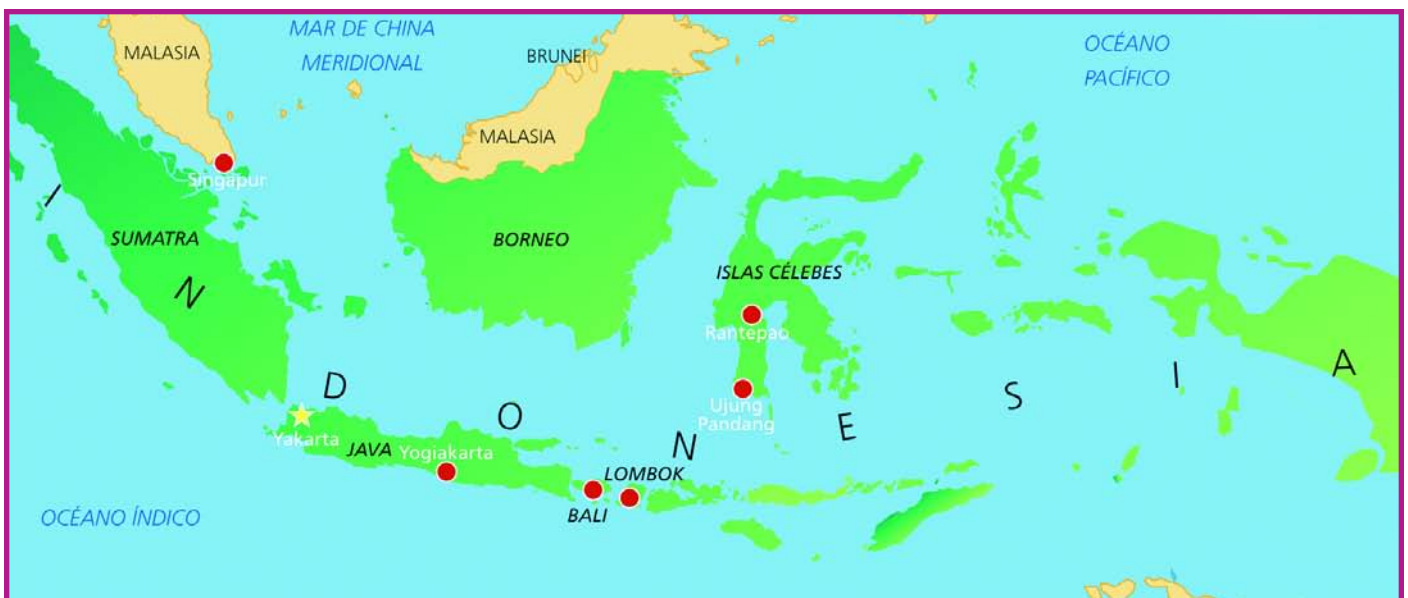 MAR DE CHINA
MERIDIONAL
OCÉANO
PACÍFICO
MALASIA
BRUNEI
MALASIA
Singapur
SUMATRA
BORNEO
ISLAS CÉLEBES
Rantepao
Ujung
Pandang
I N D O N E S I A
Yakarta
JAVA
Yogiakarta
LOMBOK
BALI
OCÉANO ÍNDICO